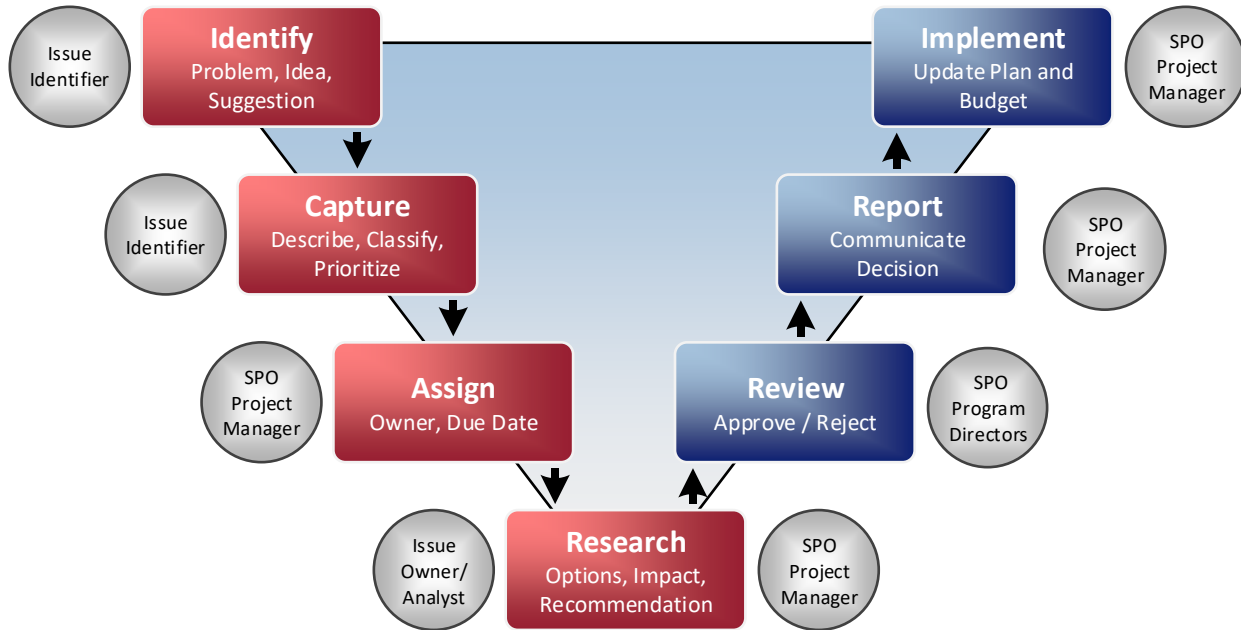 Issue
Identifier
Identify
Problem, Idea,
Suggestion
Implement
Update Plan and
Budget
SPO
Project
Manager
Issue
Identifier
Capture
Describe, Classify,
Prioritize
Report
Communicate
Decision
SPO
Project
Manager
SPO
Project
Manager
Assign
Owner, Due Date
Review
Approve / Reject
SPO
Program
Directors
Issue
Owner/
Analyst
Research
Options, Impact,
Recommendation
SPO
Project
Manager